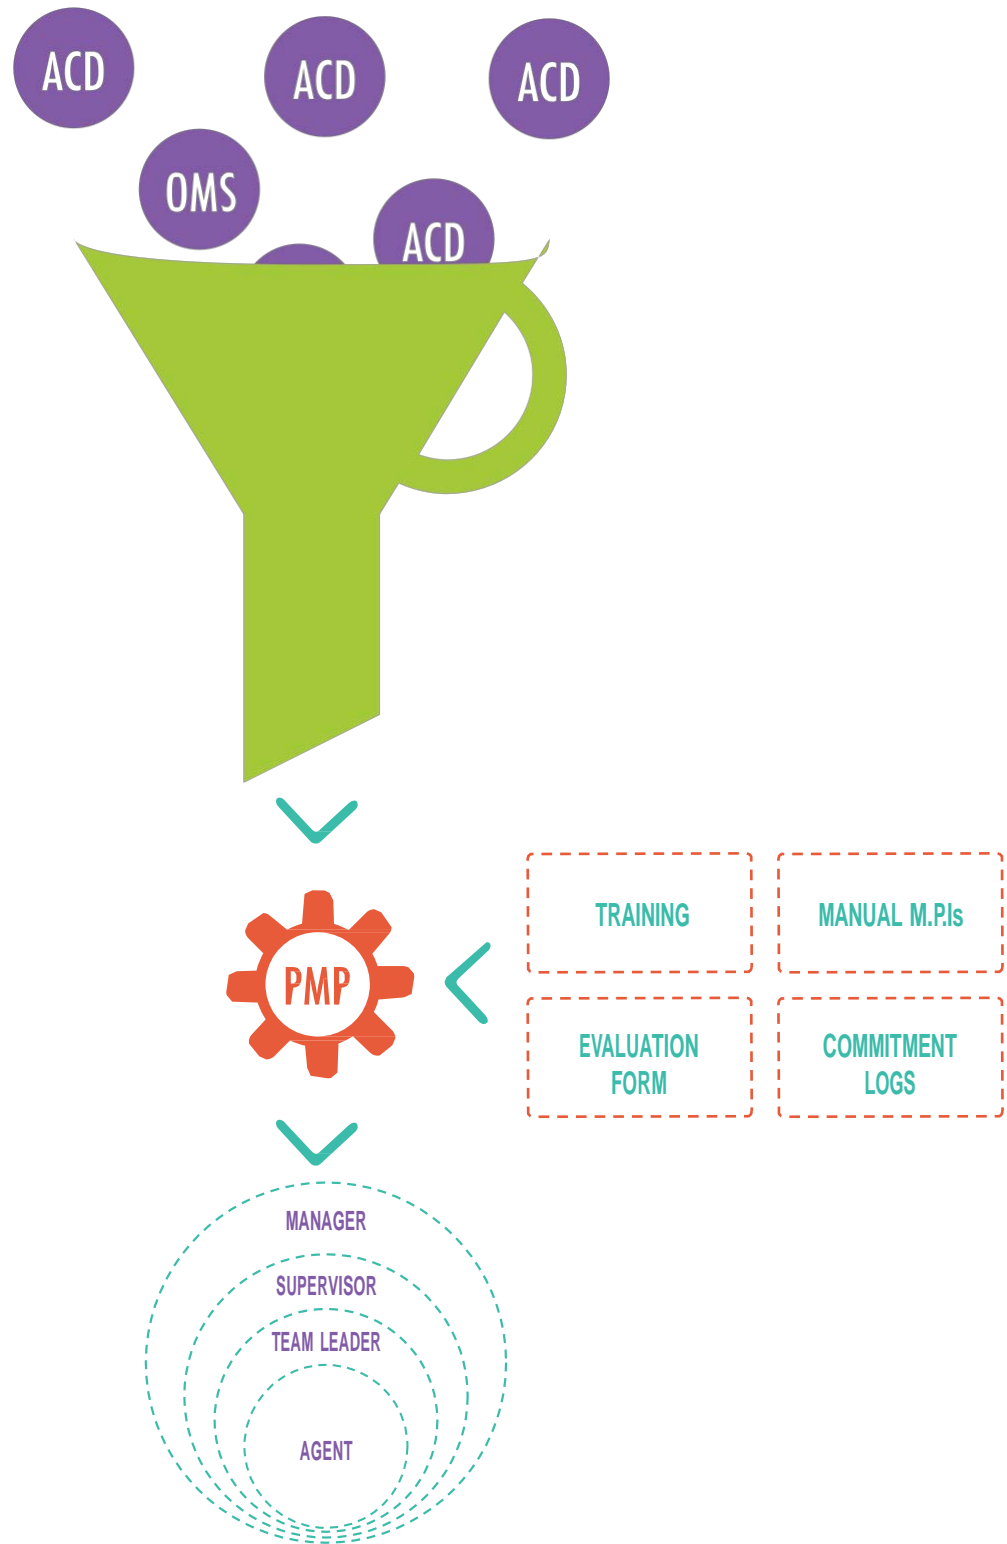 ACD
ACD
ACD
OMS
ACD
PMP
TRAINING
MANUAL M.P.Is
EVALUATION
FORM
COMMITMENT
LOGS
MANAGER
SUPERVISOR
TEAM LEADER
AGENT